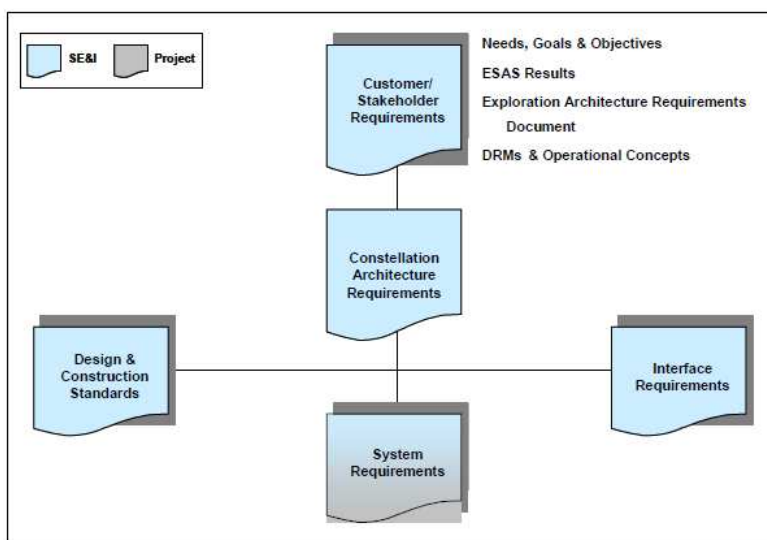 SE&I
Project
Customer/
Stakeholder
Requirements
Needs, Goals & Objectives
ESAS Results
Exploration Architecture Requirements
Document
DRMs & Operational Concepts
Constellation
Architecture
Requirements
Design &
Construction
Standards
Interface
Requirements
System
Requirements